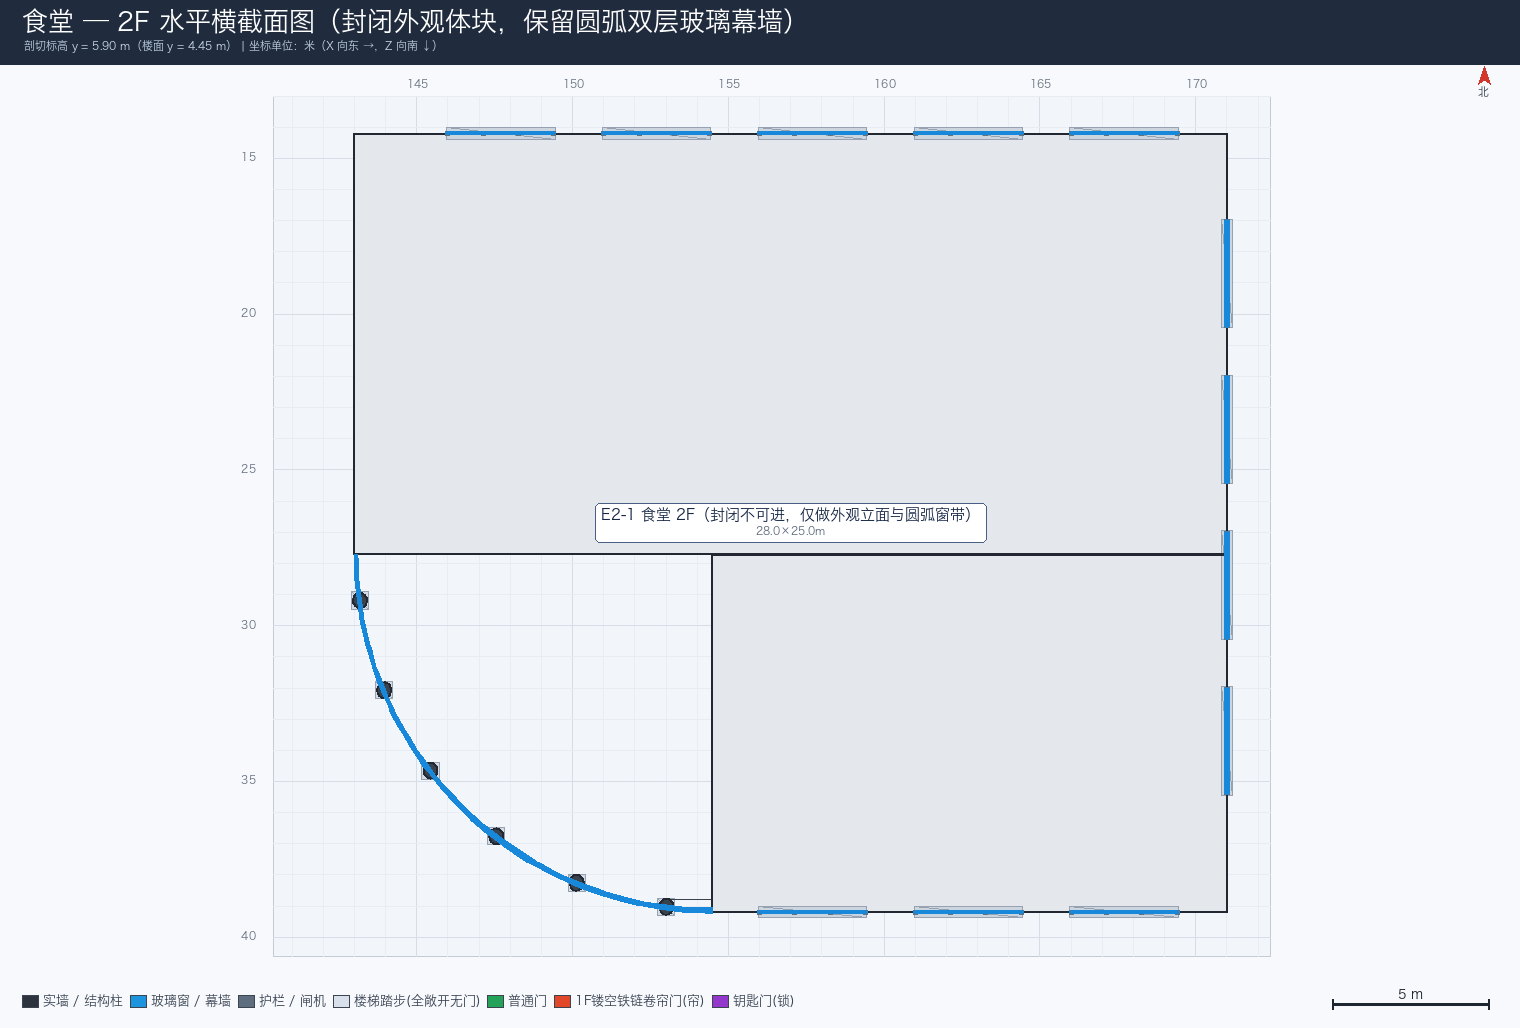 食堂 — 2F 水平横截面图（封闭外观体块，保留圆弧双层玻璃幕墙）
剖切标高 y = 5.90 m（楼面 y = 4.45 m）| 坐标单位：米（X 向东 →，Z 向南 ↓）
145 150 155 160 165 170
北
15
20
25
E2-1 食堂 2F（封闭不可进，仅做外观立面与圆弧窗带）
28.0×25.0m
30
35
40
5 m
实墙 / 结构柱 玻璃窗 / 幕墙 护栏 / 闸机 楼梯踏步(全敞开无门) 普通门 1F镂空铁链卷帘门(帘) 钥匙门(锁)